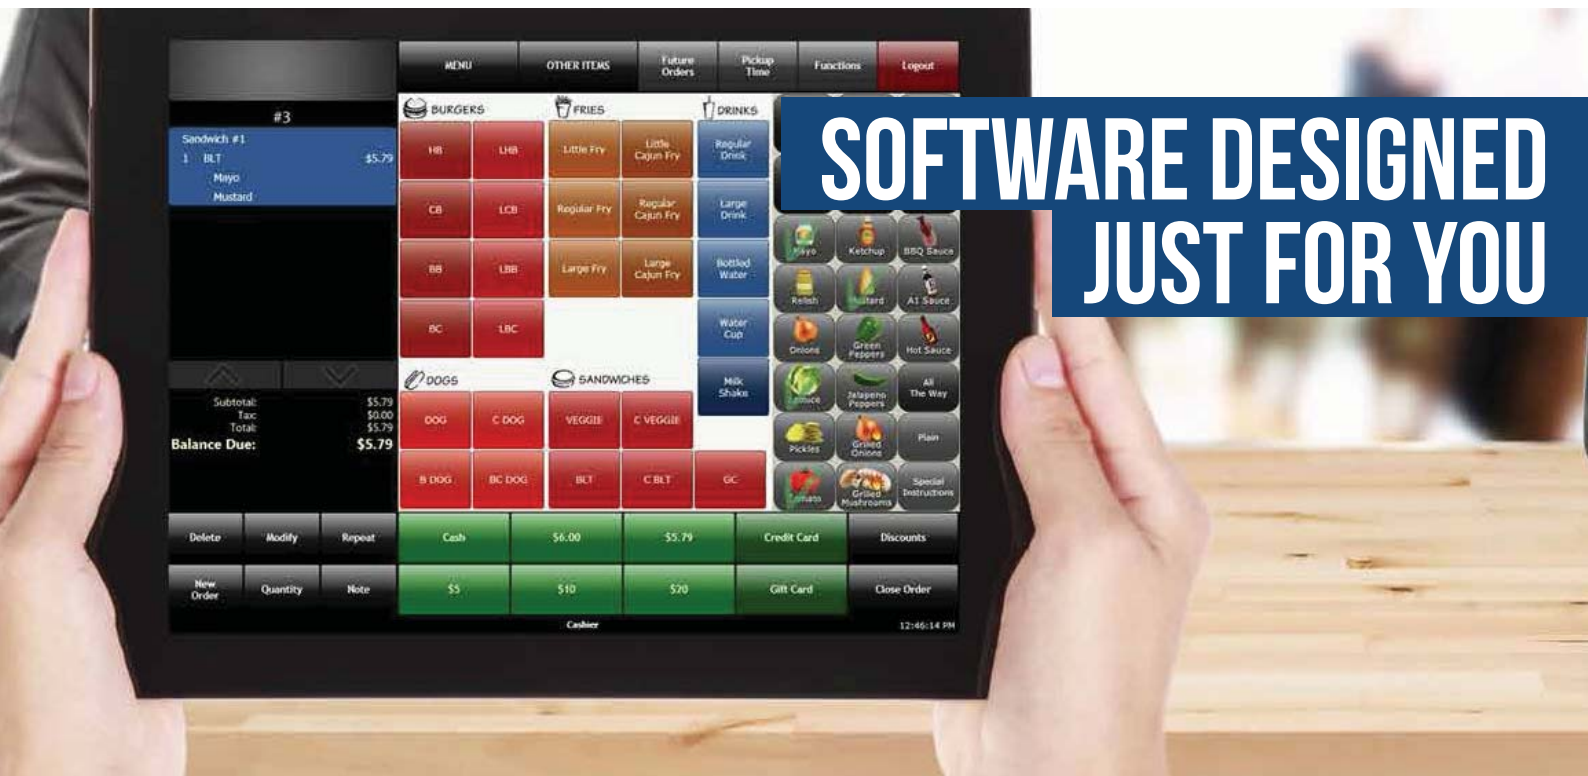 MENU
OTHER ITEMS
Future
Orders
Pickup
Time
Functions
Logout
#3
Sandwich #1
1 BLT $5.79
Mayo
Mustard
Subtotal: $5.79
Tax: $0.00
Total: $5.79
Balance Due: $5.79
BURGERS
FRIES
DRINKS
HB
LHB
Little Fry
Little
Cajun Fry
Regular
Drink
CB
LCB
Regular Fry
Regular
Cajun Fry
Large
Drink
BB
LBB
Large Fry
Large
Cajun Fry
Bottled
Water
BC
LBC
Water
Cup
DOGS
SANDWICHES
Milk
Shake
DOG
C DOG
VEGGIE
C VEGGIE
B DOG
BC DOG
BLT
C BLT
GC
Mayo
Ketchup
BBQ Sauce
Relish
Mustard
A1 Sauce
Onions
Green
Peppers
Hot Sauce
Lettuce
Jalapeno
Peppers
All
The Way
Pickles
Grilled
Onions
Plain
Tomato
Grilled
Mushrooms
Special
Instructions
Delete
Modify
Repeat
Cash
$6.00
$5.79
Credit Card
Discounts
New
Order
Quantity
Note
$5
$10
$20
Gift Card
Close Order
Cashier
12:46:14 PM
SOFTWARE DESIGNED
JUST FOR YOU